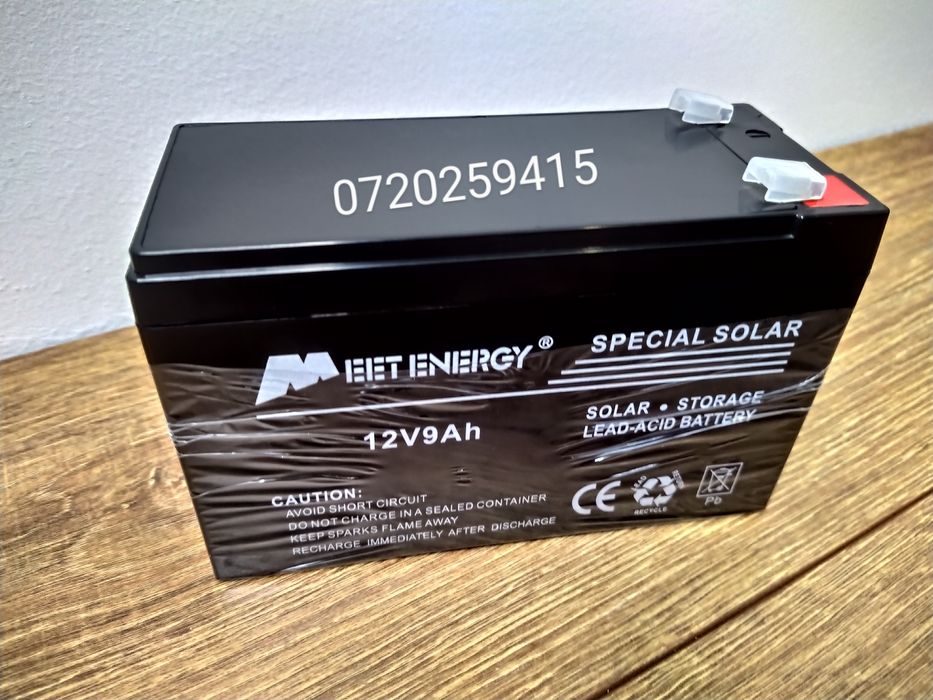 0720259415
MEET ENERGY®
SPECIAL SOLAR
SOLAR • STORAGE
LEAD-ACID BATTERY
12V9Ah
CAUTION:
AVOID SHORT CIRCUIT
DO NOT CHARGE IN A SEALED CONTAINER
KEEP SPARKS FLAME AWAY
RECHARGE IMMEDIATELY AFTER DISCHARGE
CE
RECYCLE
Pb